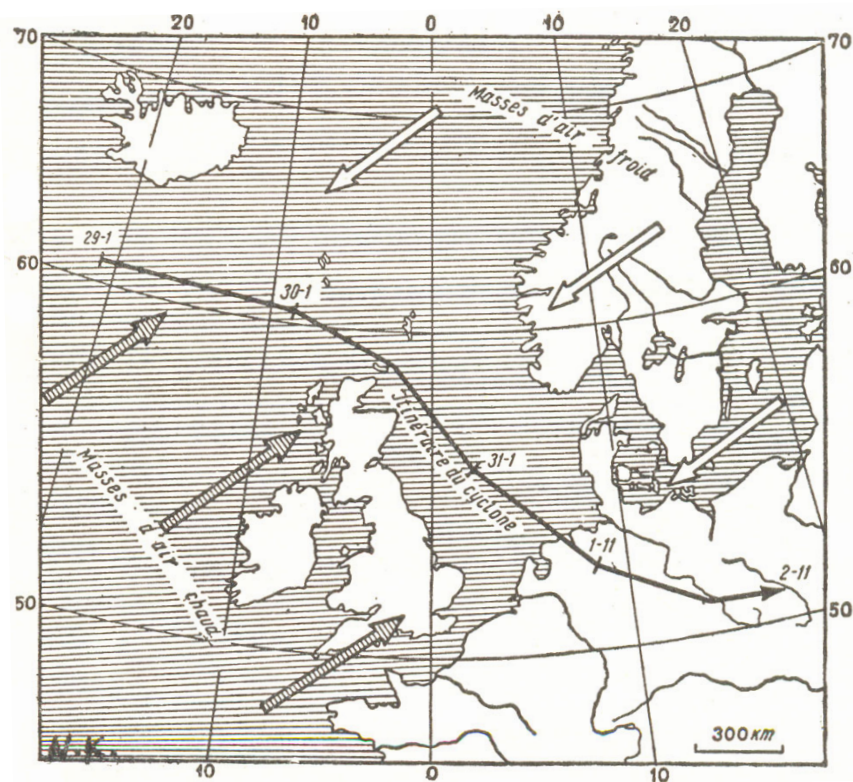 20 10 0 10 20
70 70
Masses d'air froid
29-1
60 60
30-1
Itinéraire du cyclone
31-1
Masses d'air chaud
1-11
2-11
50 50
300 km
N.K.
10 0 10